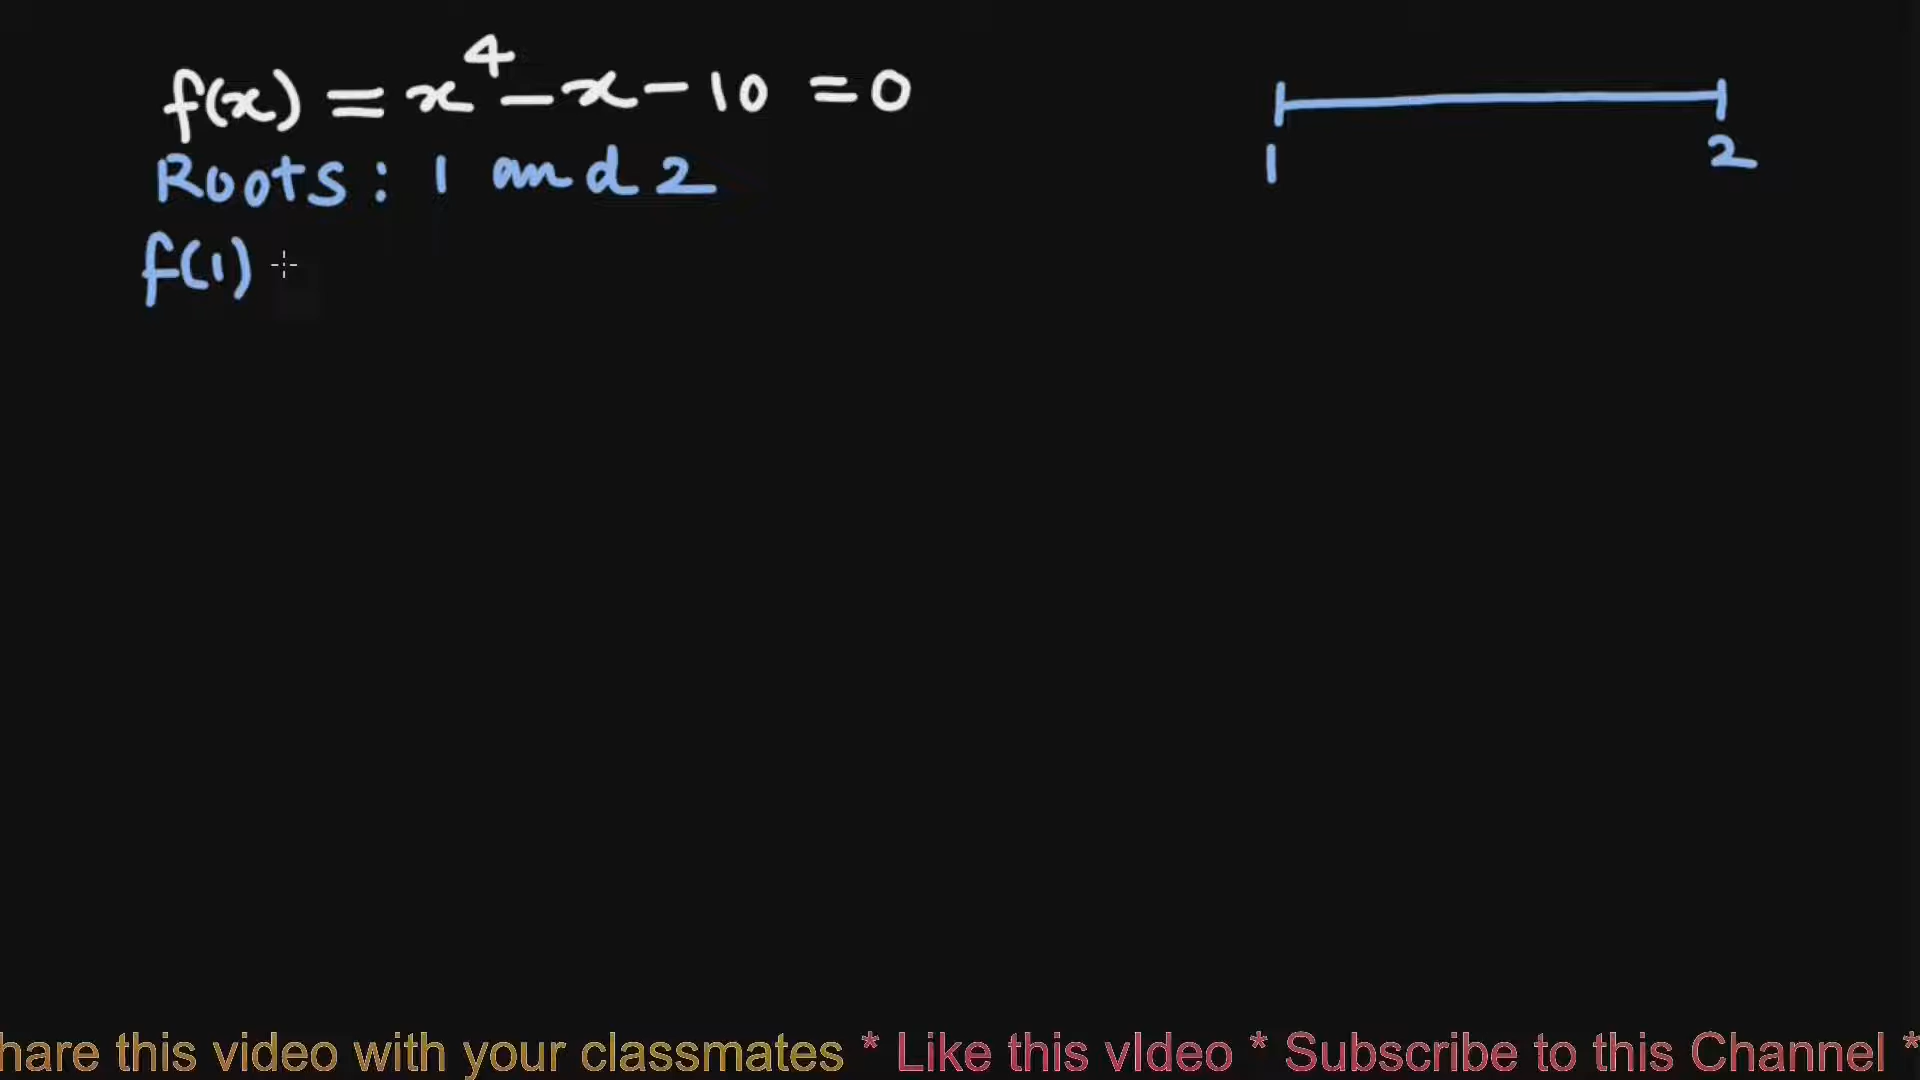 f(x) = x⁴ - x - 10 = 0
Roots: 1 and 2
f(1)
1 2
hare this video with your classmates * Like this vIdeo * Subscribe to this Channel *